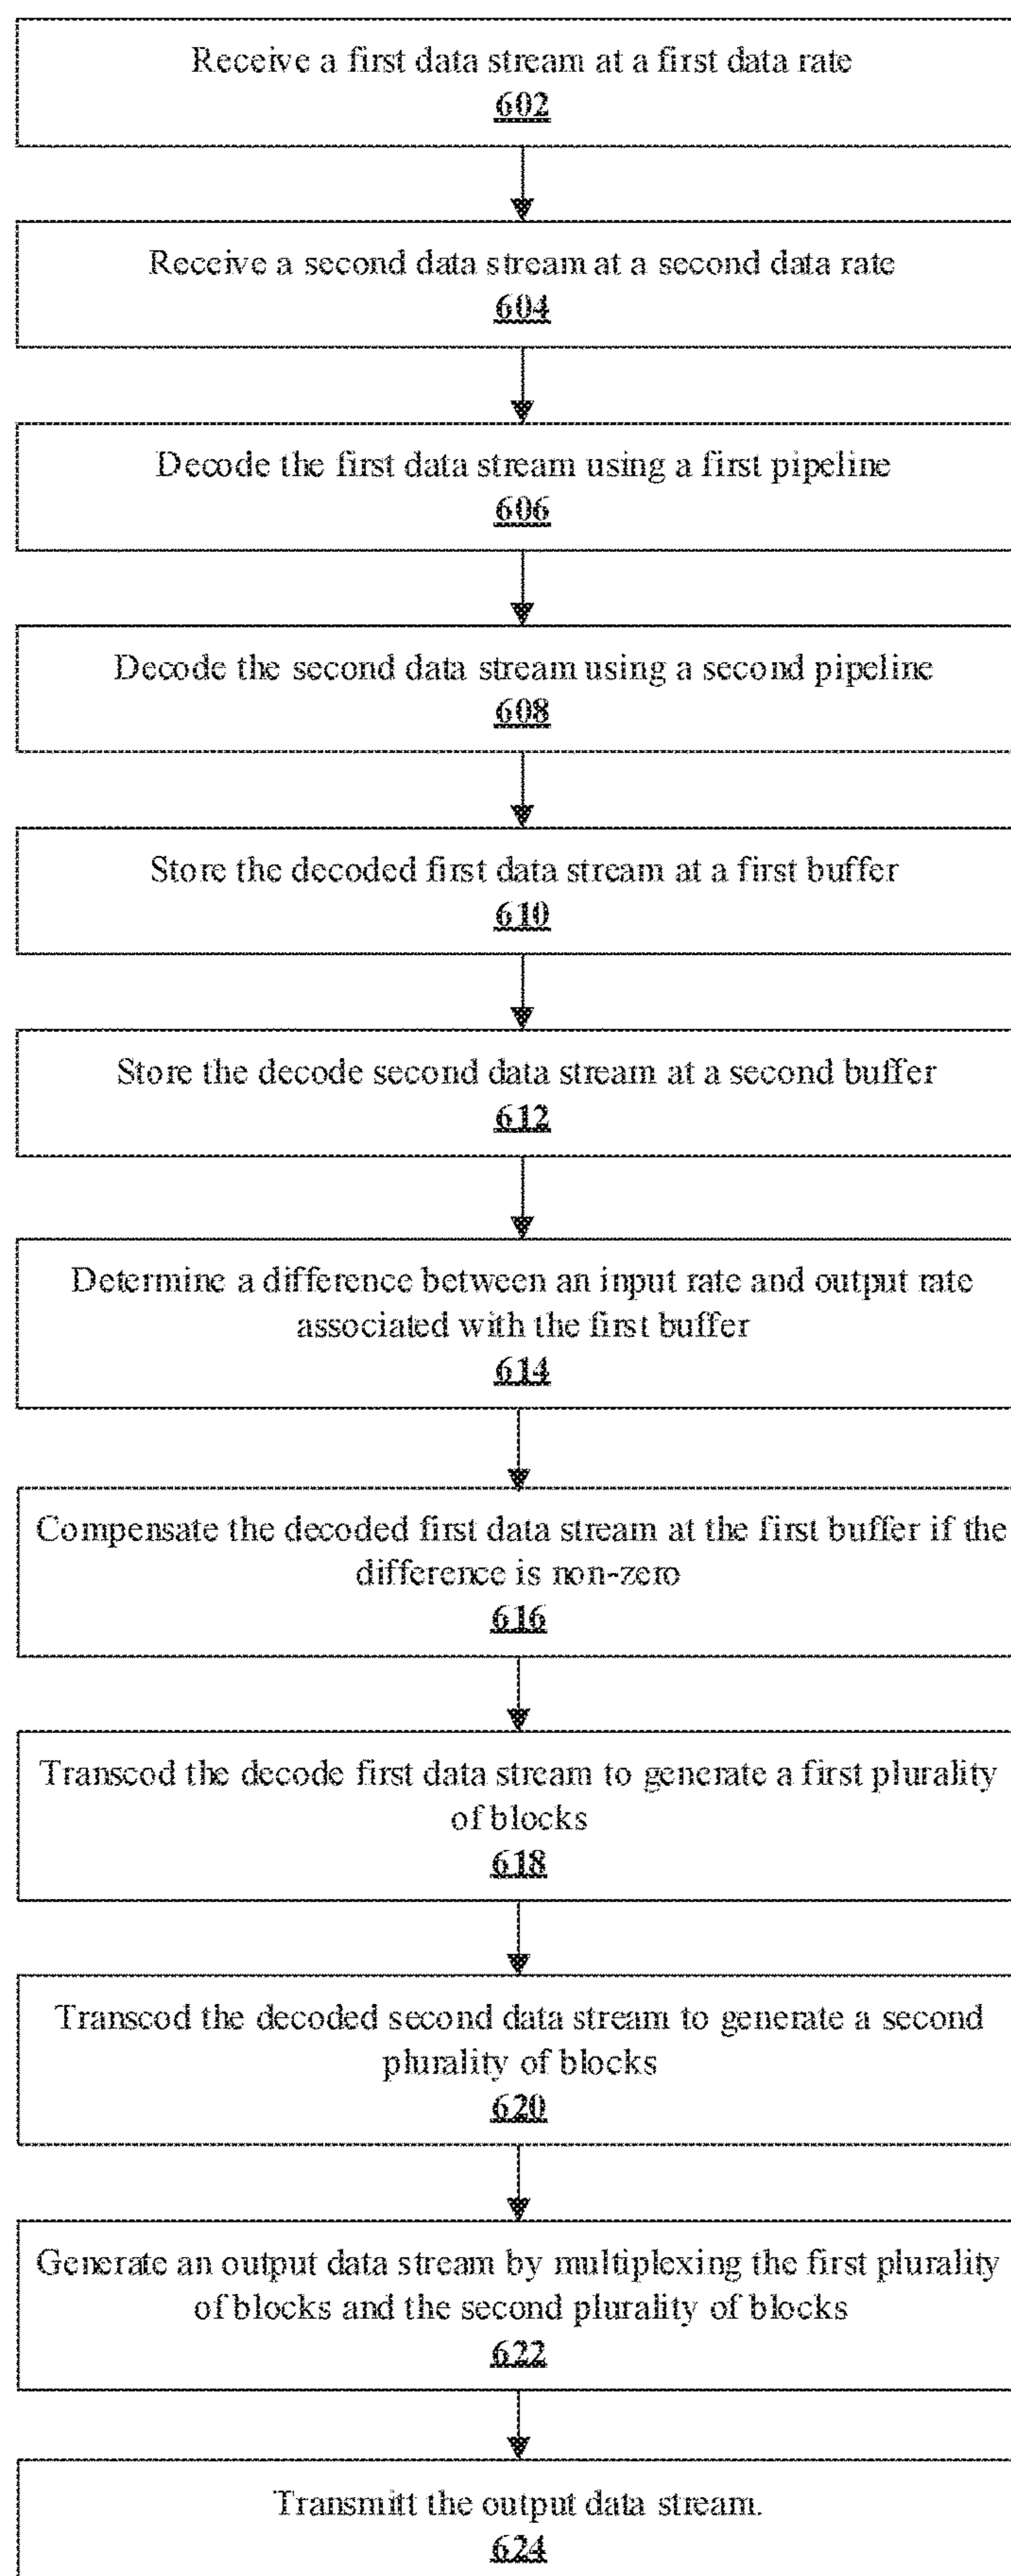 Receive a first data stream at a first data rate
602
Receive a second data stream at a second data rate
604
Decode the first data stream using a first pipeline
606
Decode the second data stream using a second pipeline
608
Store the decoded first data stream at a first buffer
610
Store the decode second data stream at a second buffer
612
Determine a difference between an input rate and output rate
associated with the first buffer
614
Compensate the decoded first data stream at the first buffer if the
difference is non-zero
616
Transcod the decode first data stream to generate a first plurality
of blocks
618
Transcod the decoded second data stream to generate a second
plurality of blocks
620
Generate an output data stream by multiplexing the first plurality
of blocks and the second plurality of blocks
622
Transmitt the output data stream.
624